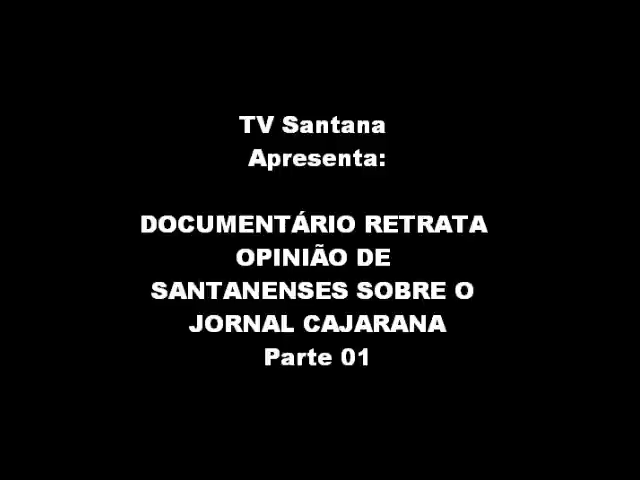 TV Santana
Apresenta:
DOCUMENTÁRIO RETRATA
OPINIÃO DE
SANTANENSES SOBRE O
JORNAL CAJARANA
Parte 01